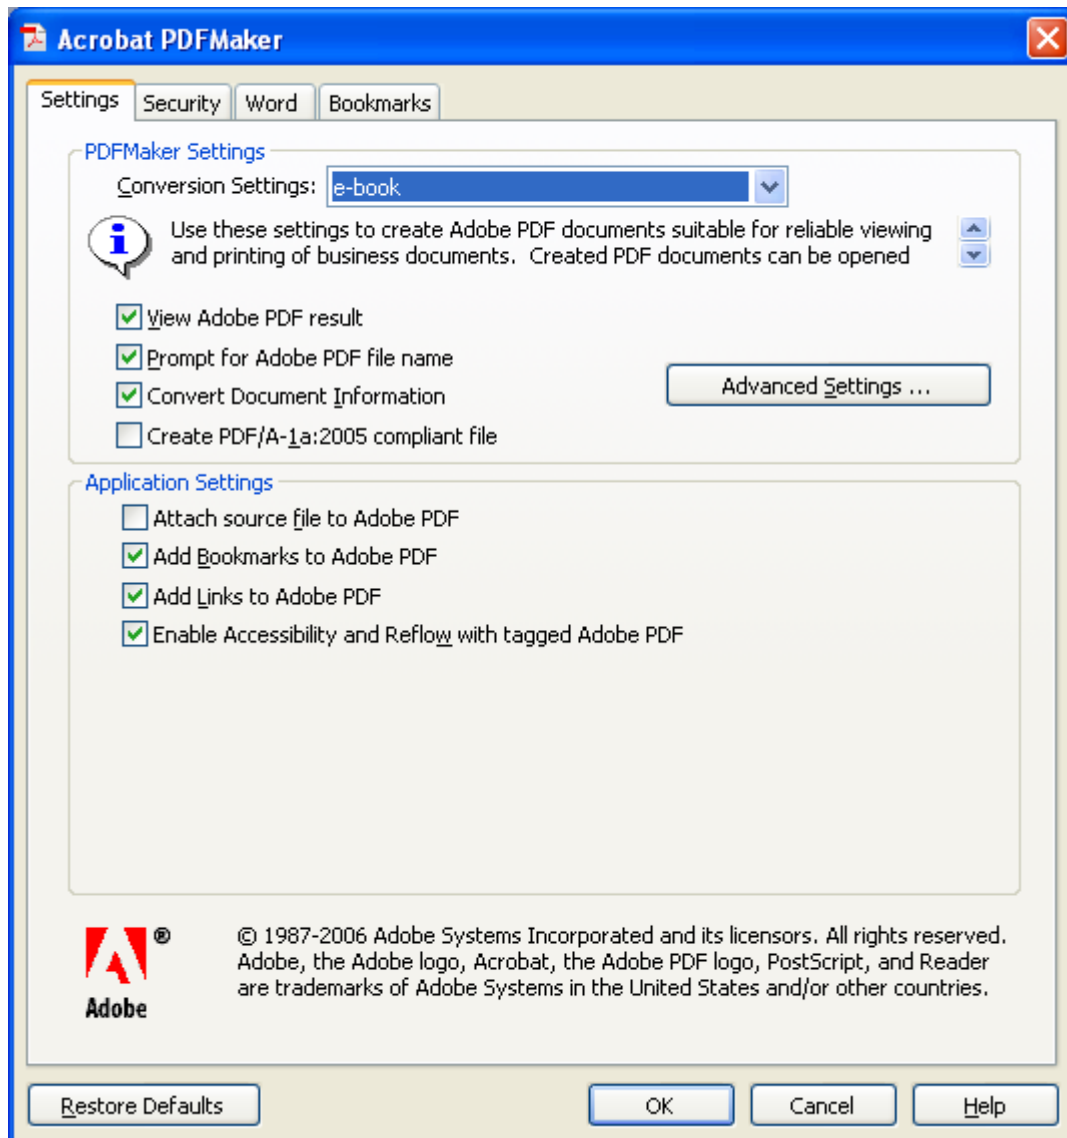 Acrobat PDFMaker
Settings Security Word Bookmarks
PDFMaker Settings
Conversion Settings: e-book
Use these settings to create Adobe PDF documents suitable for reliable viewing
and printing of business documents. Created PDF documents can be opened
View Adobe PDF result
Prompt for Adobe PDF file name
Convert Document Information
Advanced Settings ...
Create PDF/A-1a:2005 compliant file
Application Settings
Attach source file to Adobe PDF
Add Bookmarks to Adobe PDF
Add Links to Adobe PDF
Enable Accessibility and Reflow with tagged Adobe PDF
® © 1987-2006 Adobe Systems Incorporated and its licensors. All rights reserved.
Adobe, the Adobe logo, Acrobat, the Adobe PDF logo, PostScript, and Reader
are trademarks of Adobe Systems in the United States and/or other countries.
Adobe
Restore Defaults OK Cancel Help